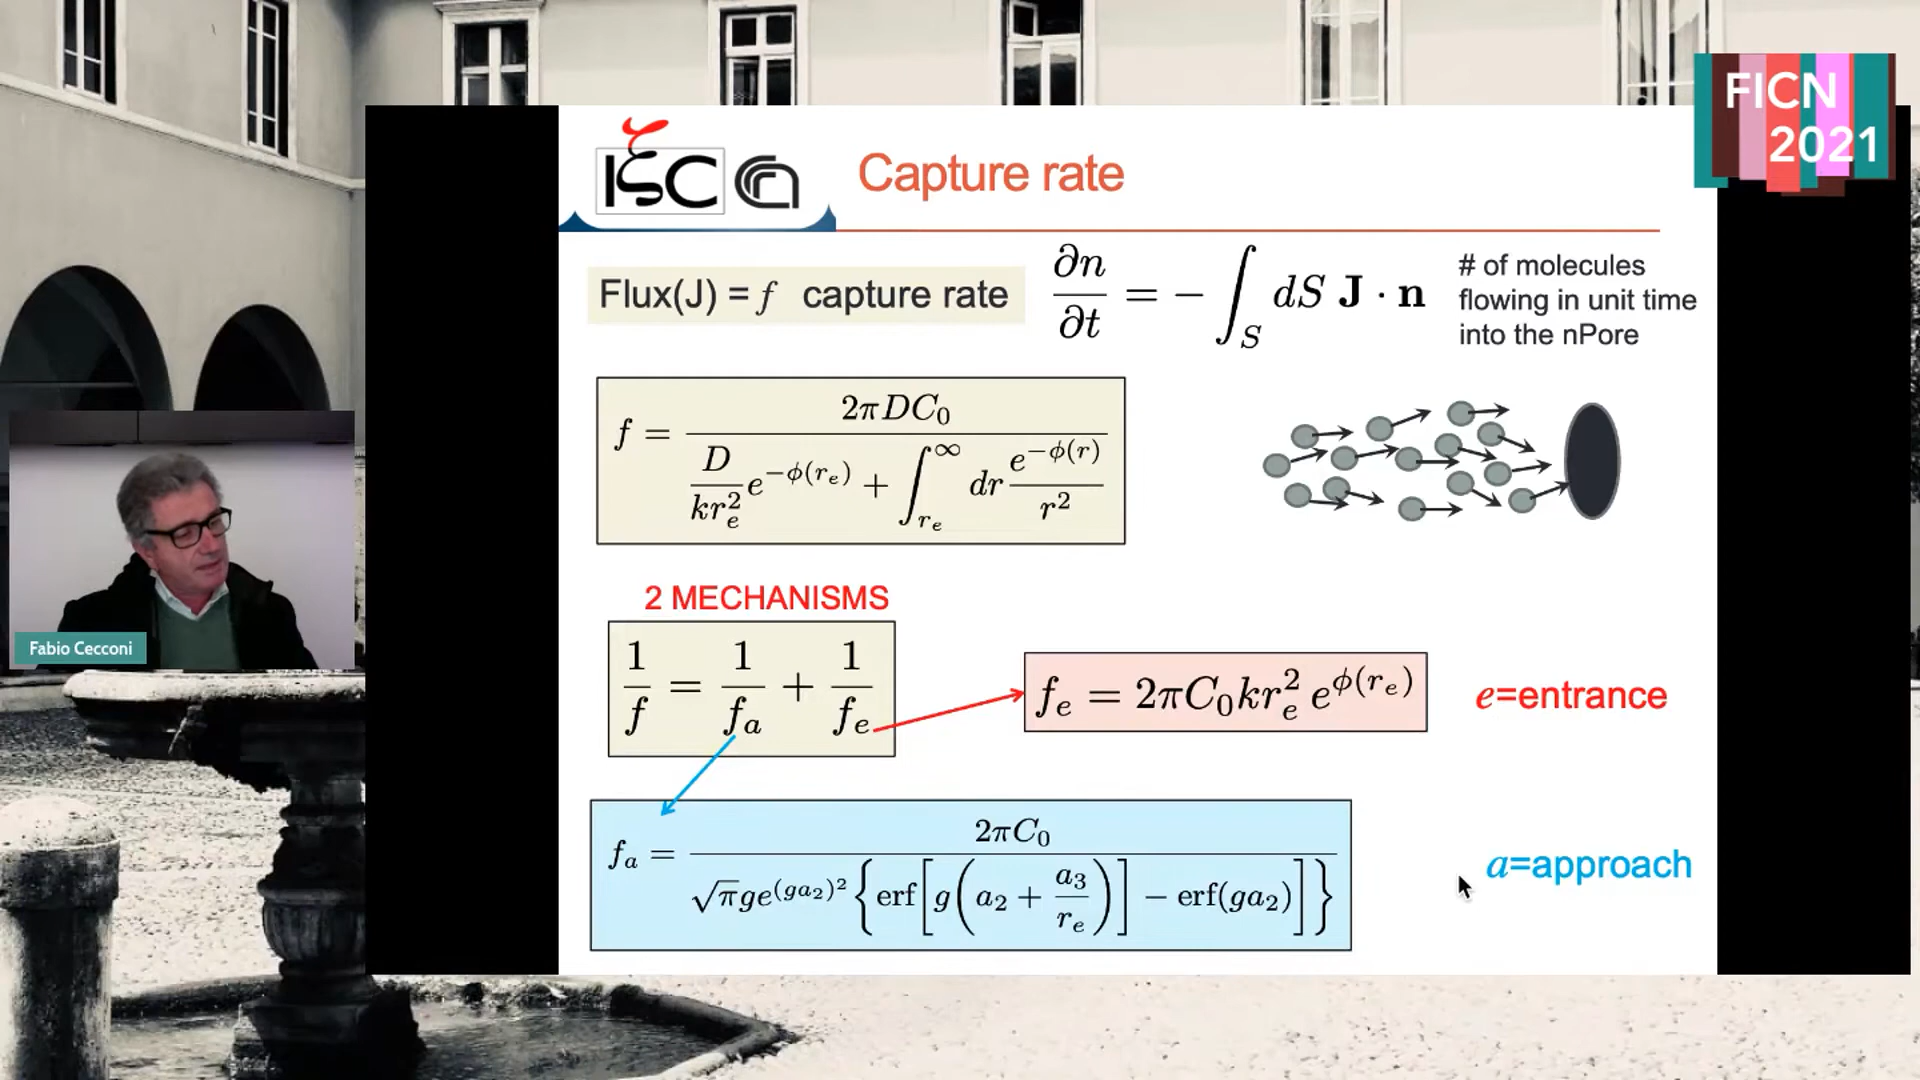 FICN
2021
ISC
Capture rate
Flux(J) = f capture rate
∂n/∂t = − ∫_S dS J · n
# of molecules
flowing in unit time
into the nPore
f = 2πDC₀ / ( D/(kr_e²) e^{−ϕ(r_e)} + ∫_{r_e}^{∞} dr e^{−ϕ(r)}/r² )
2 MECHANISMS
1/f = 1/f_a + 1/f_e
f_e = 2πC₀kr_e² e^{ϕ(r_e)}
e=entrance
f_a = 2πC₀ / ( √π g e^{(ga₂)²} { erf[ g( a₂ + a₃/r_e ) ] − erf(ga₂) ] } )
a=approach
Fabio Cecconi